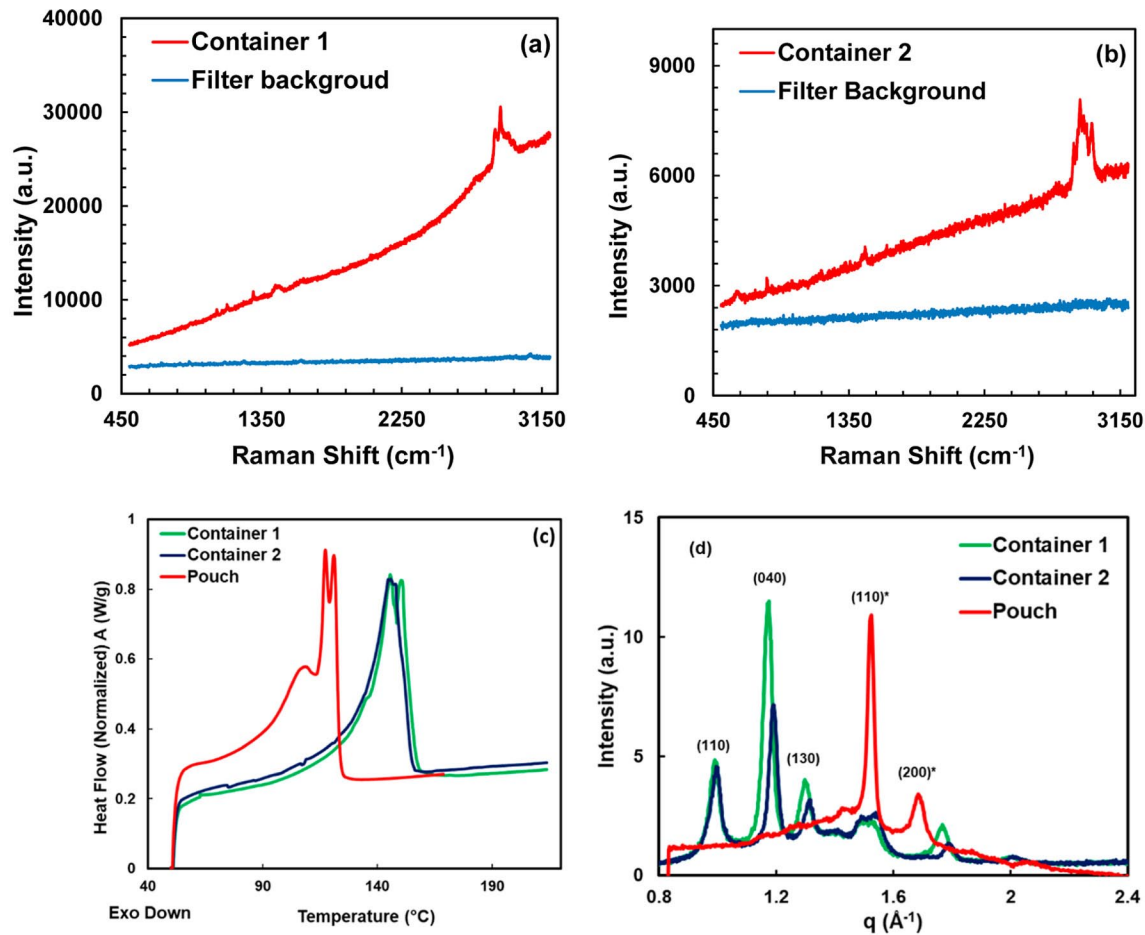 40000
30000
20000
10000
0
Intensity (a.u.)
Container 1
Filter backgroud
(a)
450 1350 2250 3150
Raman Shift (cm-1)
9000
6000
3000
0
Intensity (a.u.)
Container 2
Filter Background
(b)
450 1350 2250 3150
Raman Shift (cm-1)
1
0.8
0.6
0.4
0.2
0
Heat Flow (Normalized) A (W/g)
Container 1
Container 2
Pouch
(c)
40 90 140 190
Exo Down
Temperature (°C)
15
10
5
0
Intensity (a.u.)
(d)
Container 1
Container 2
Pouch
(110)
(040)
(130)
(110)*
(200)*
0.8 1.2 1.6 2 2.4
q (Å-1)